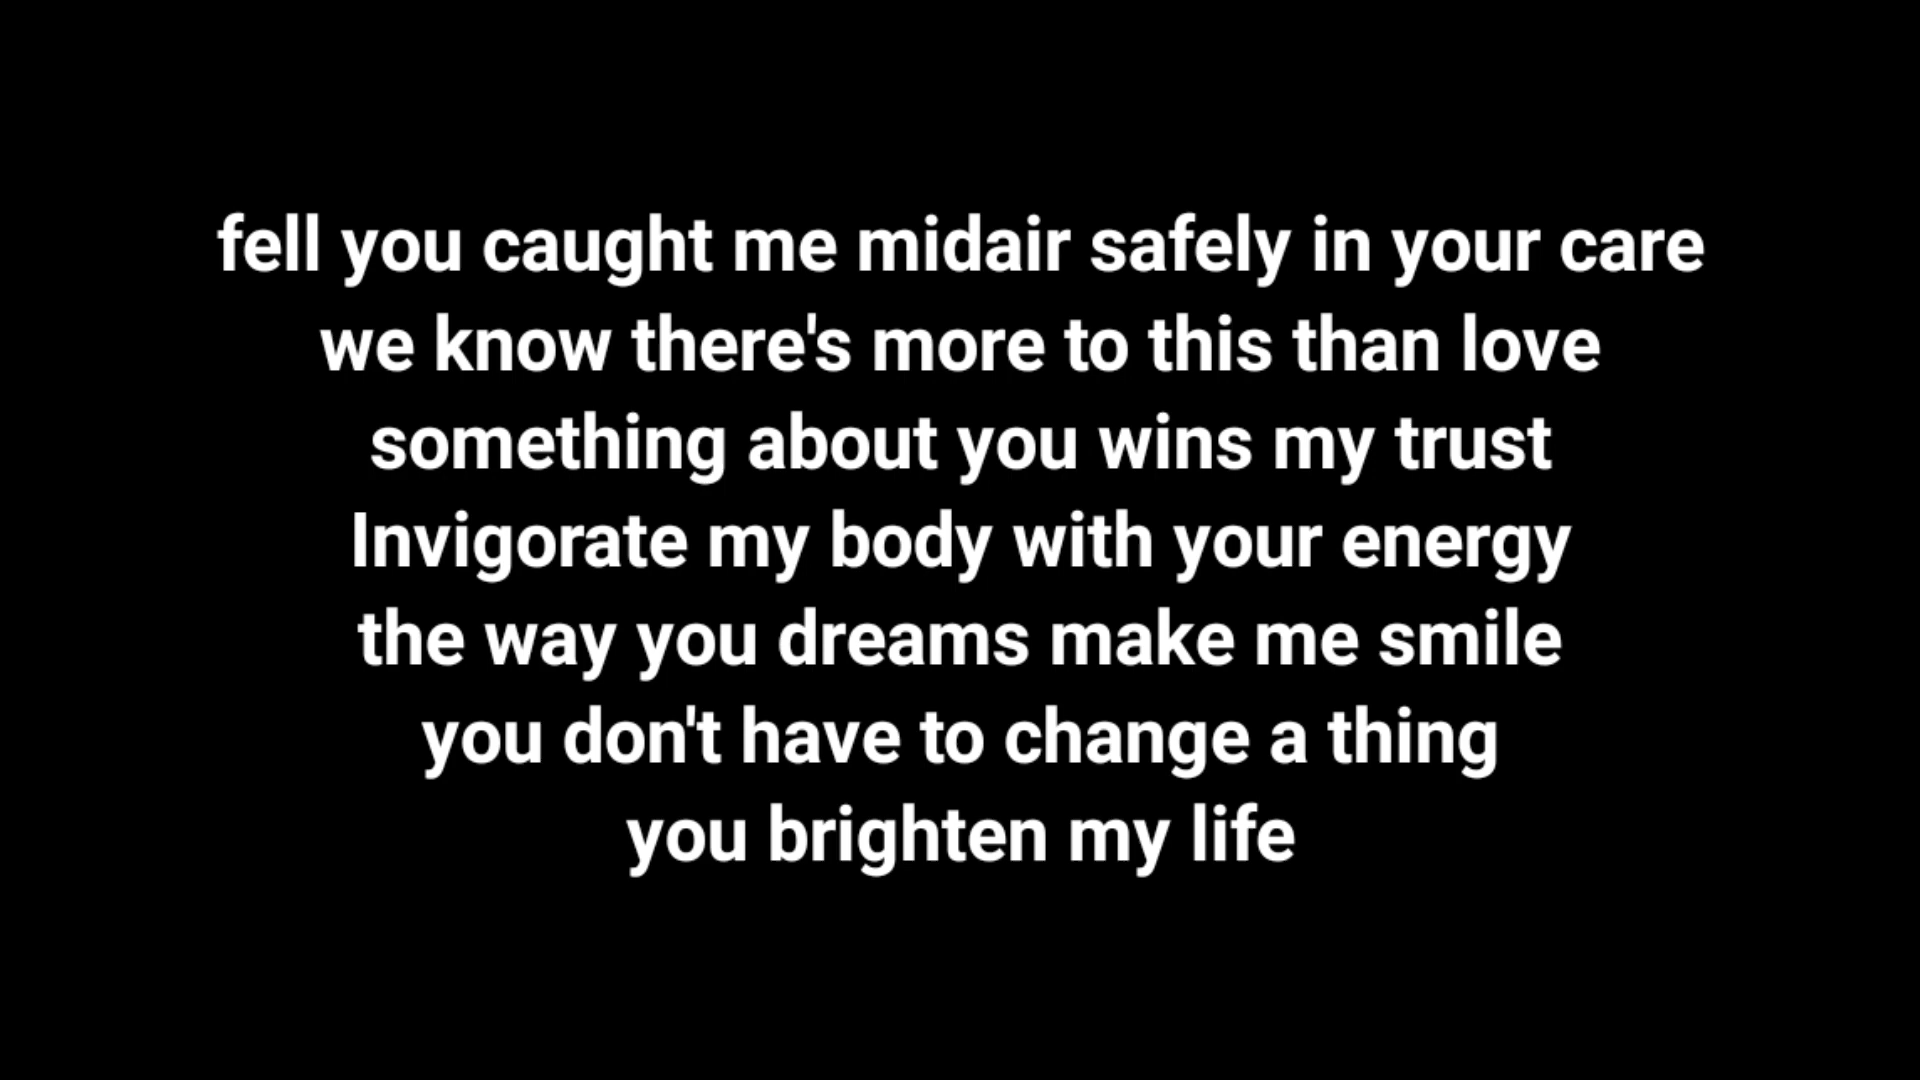 fell you caught me midair safely in your care
we know there's more to this than love
something about you wins my trust
Invigorate my body with your energy
the way you dreams make me smile
you don't have to change a thing
you brighten my life